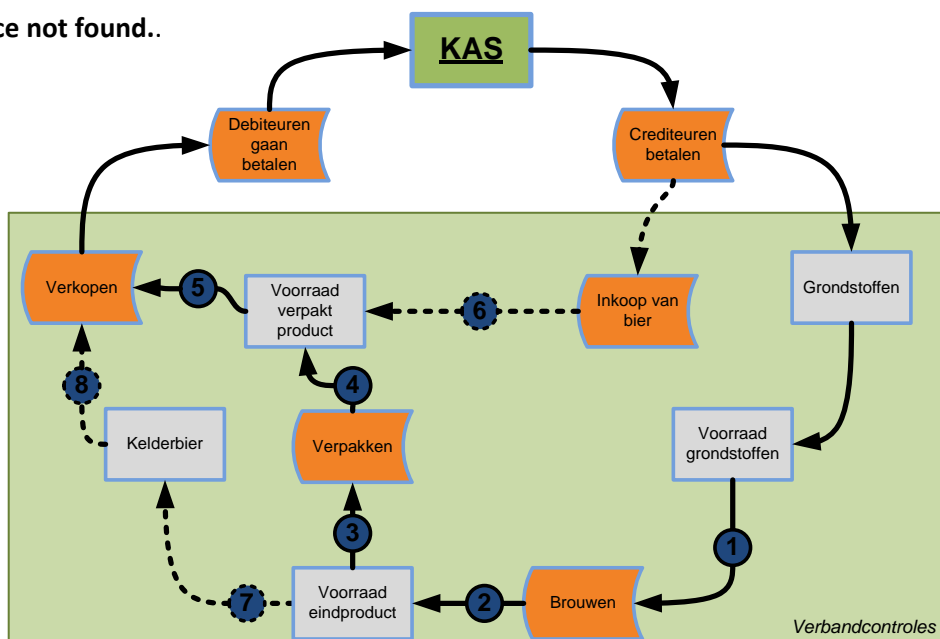 ce not found..
KAS
Debiteuren
gaan
betalen
Crediteuren
betalen
Verkopen
5
Voorraad
verpakt
product
6
Inkoop van
bier
Grondstoffen
8
4
Kelderbier
Verpakken
Voorraad
grondstoffen
3
1
7
Voorraad
eindproduct
2
Brouwen
Verbandcontroles